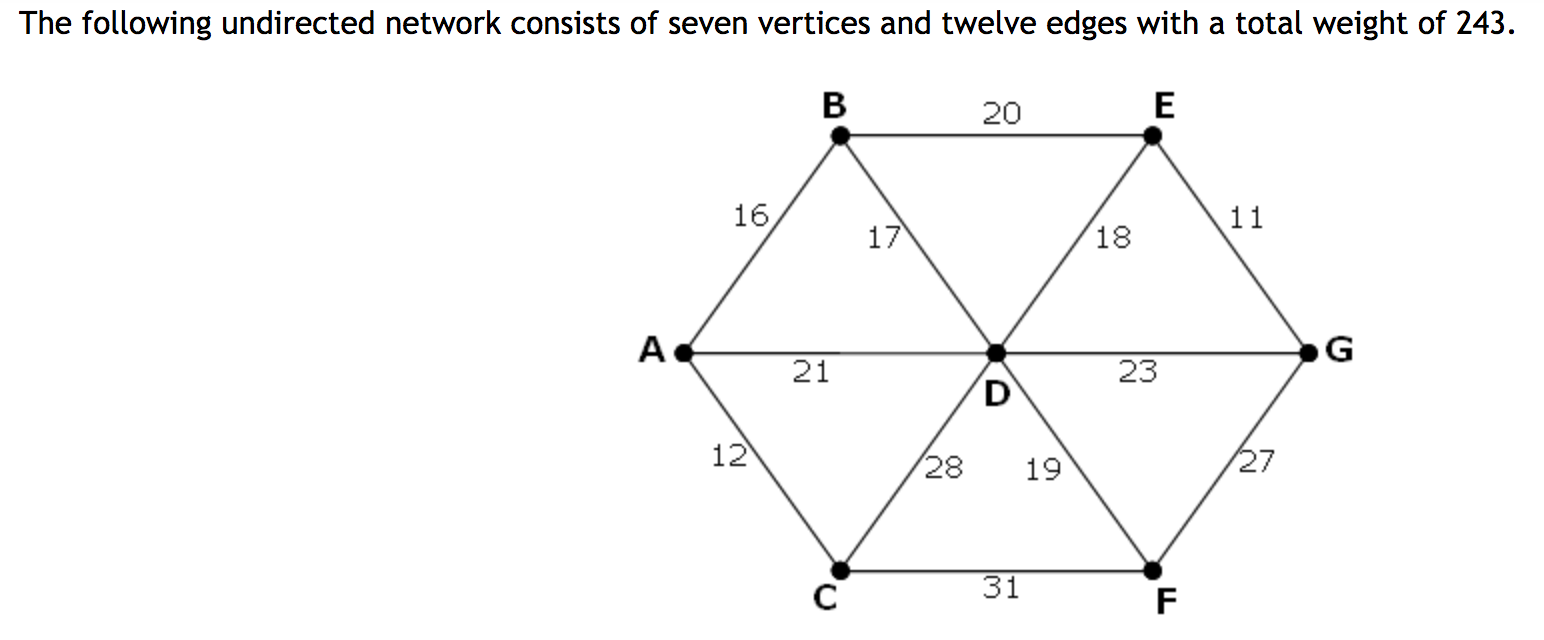 The following undirected network consists of seven vertices and twelve edges with a total weight of 243.
B
E
20
16
17
18
11
A
G
21
23
D
12
28
19
27
31
C
F